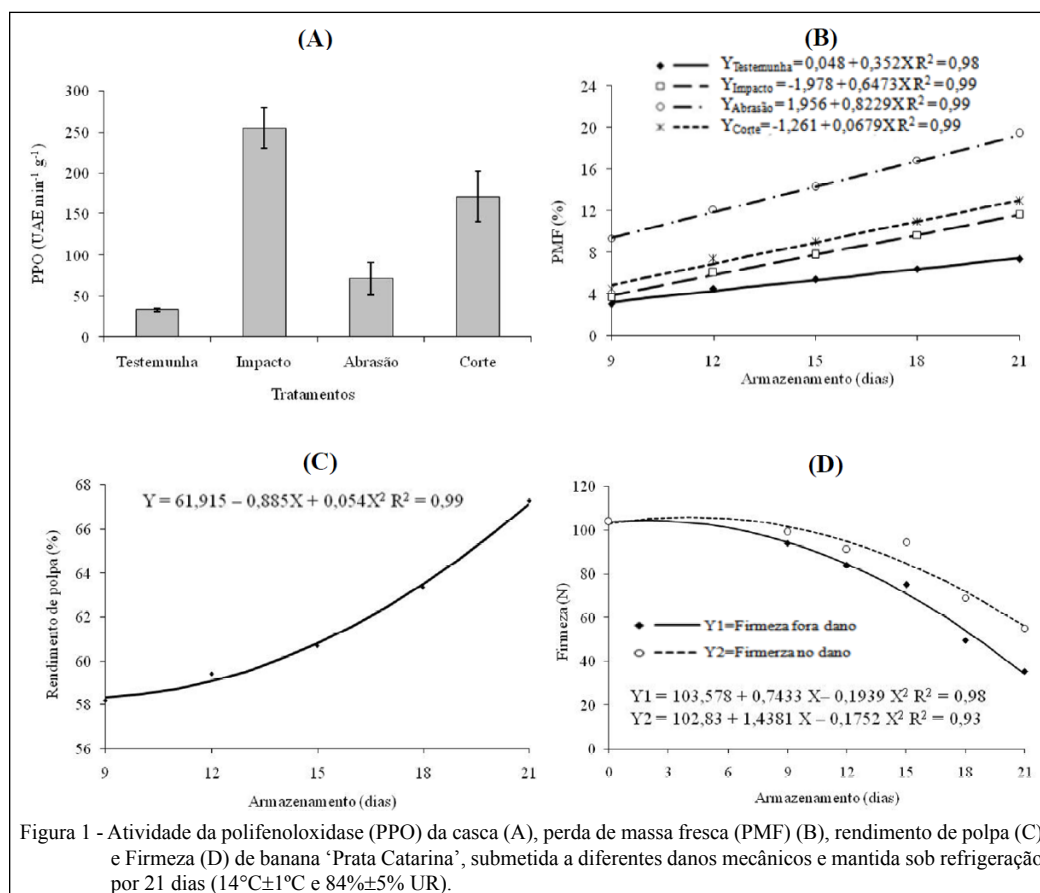 (A)
300
250
200
150
100
50
0
PPO (UAE min⁻¹ g⁻¹)
Testemunha Impacto Abrasão Corte
Tratamentos
(B)
Y Testemunha=0,048+0,352X R²=0,98
Y Impacto=-1,978+0,6473X R²=0,99
Y Abrasão=1,956+0,8229X R²=0,99
Y Corte=-1,261+0,0679X R²=0,99
24
20
16
12
8
4
0
PMF (%)
9 12 15 18 21
Armazenamento (dias)
(C)
Y = 61,915 – 0,885X + 0,054X² R² = 0,99
68
66
64
62
60
58
56
Rendimento de polpa (%)
9 12 15 18 21
Armazenamento (dias)
(D)
120
100
80
60
40
20
0
Firmeza (N)
Y1=Firmeza fora dano
Y2=Firmerza no dano
Y1 = 103,578 + 0,7433 X– 0,1939 X² R² = 0,98
Y2 = 102,83 + 1,4381 X – 0,1752 X² R² = 0,93
0 3 6 9 12 15 18 21
Armazenamento (dias)
Figura 1 - Atividade da polifenoloxidase (PPO) da casca (A), perda de massa fresca (PMF) (B), rendimento de polpa (C)
e Firmeza (D) de banana ‘Prata Catarina’, submetida a diferentes danos mecânicos e mantida sob refrigeração
por 21 dias (14°C±1ºC e 84%±5% UR).